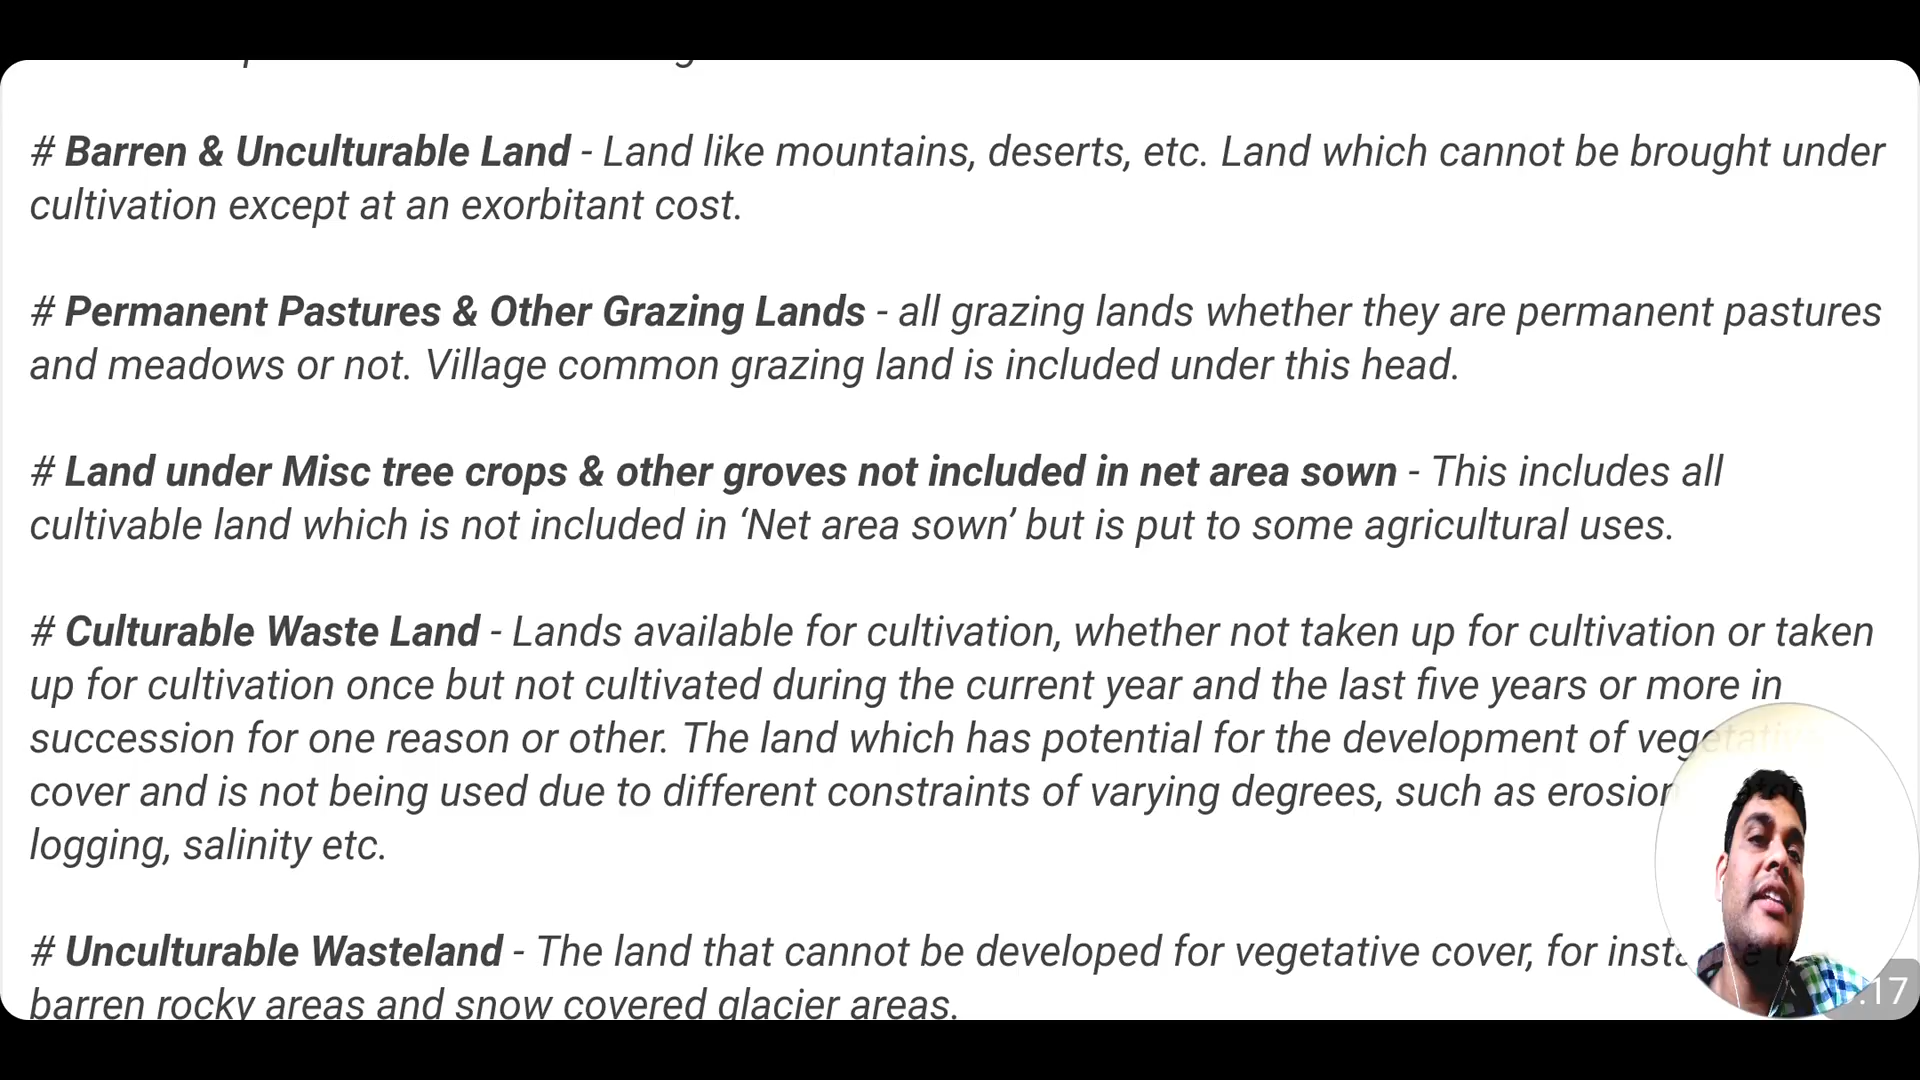 # Barren & Unculturable Land - Land like mountains, deserts, etc. Land which cannot be brought under
cultivation except at an exorbitant cost.
# Permanent Pastures & Other Grazing Lands - all grazing lands whether they are permanent pastures
and meadows or not. Village common grazing land is included under this head.
# Land under Misc tree crops & other groves not included in net area sown - This includes all
cultivable land which is not included in ‘Net area sown’ but is put to some agricultural uses.
# Culturable Waste Land - Lands available for cultivation, whether not taken up for cultivation or taken
up for cultivation once but not cultivated during the current year and the last five years or more in
succession for one reason or other. The land which has potential for the development of vegetative
cover and is not being used due to different constraints of varying degrees, such as erosion
logging, salinity etc.
# Unculturable Wasteland - The land that cannot be developed for vegetative cover, for
barren rocky areas and snow covered glacier areas.